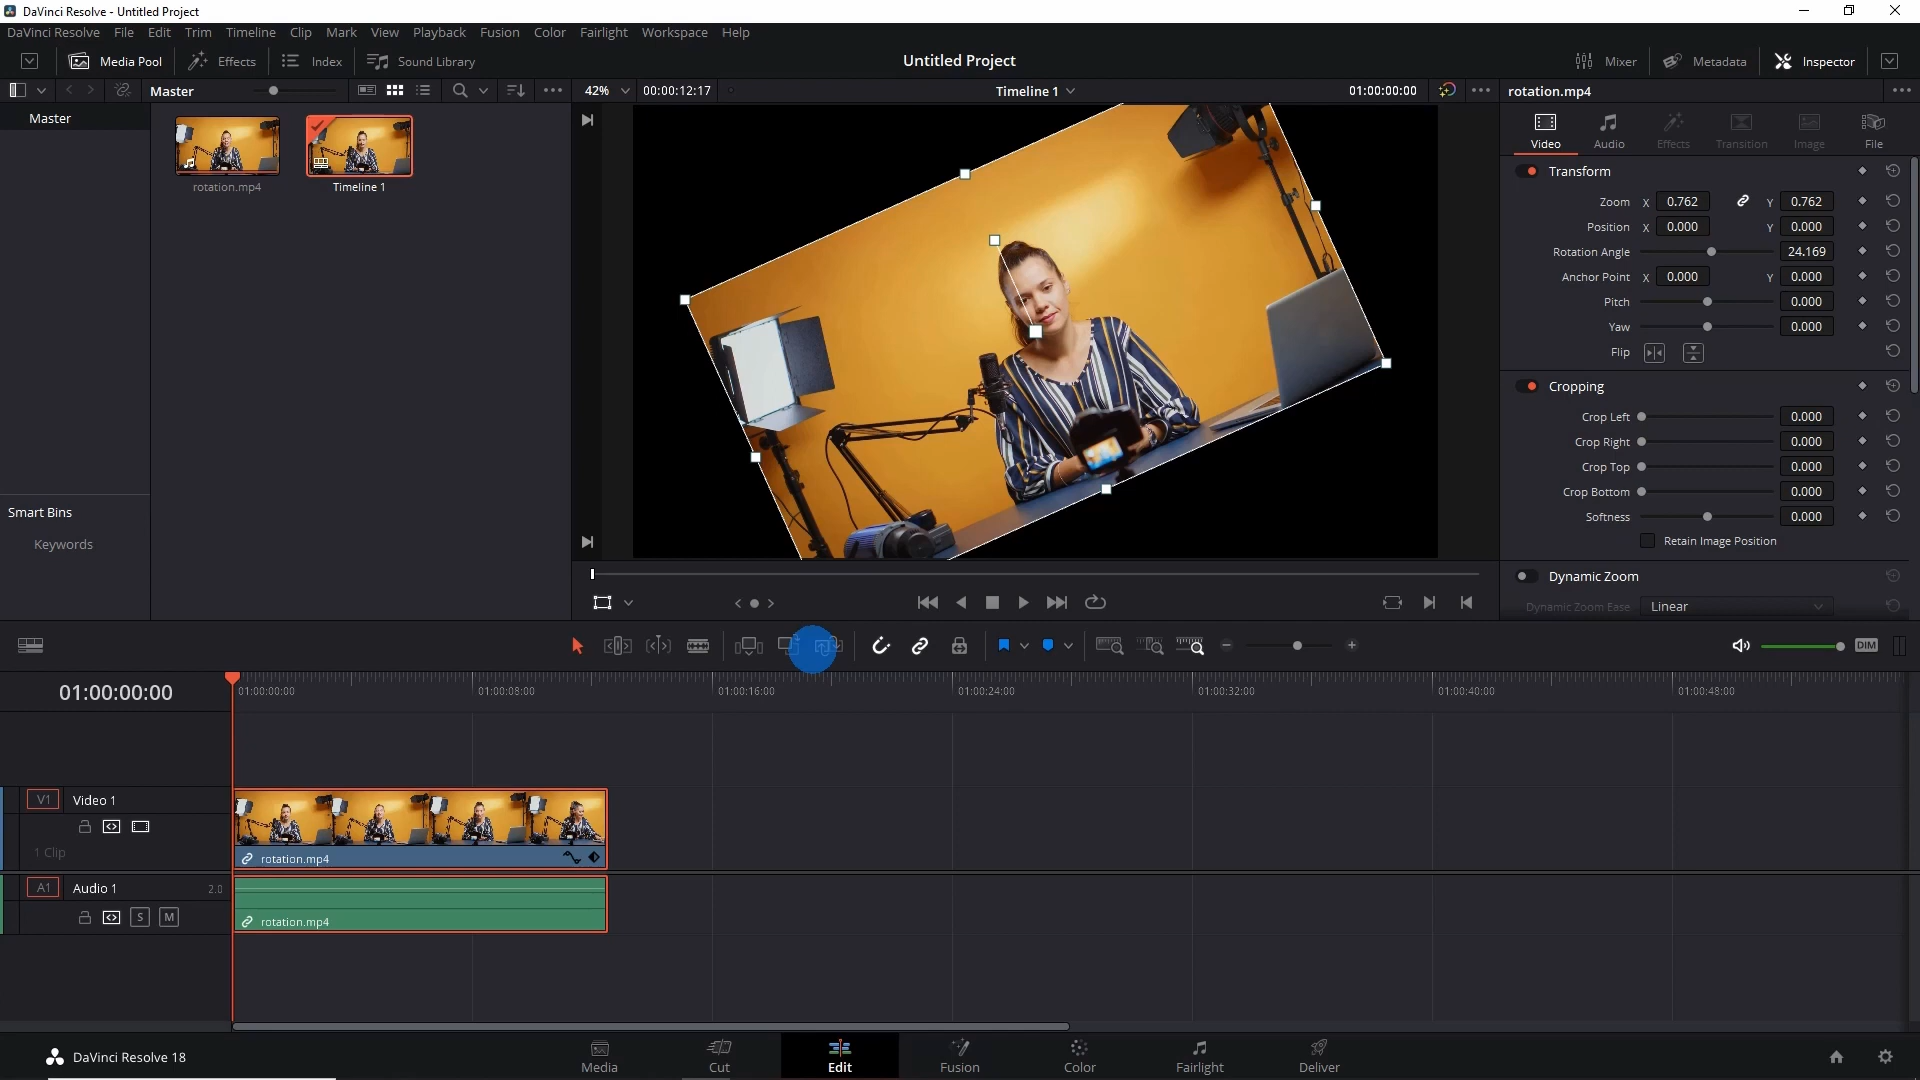 DaVinci Resolve - Untitled Project
DaVinci Resolve File Edit Trim Timeline Clip Mark View Playback Fusion Color Fairlight Workspace Help
Media Pool Effects Index Sound Library Untitled Project Mixer Metadata Inspector
Master 42% 00:00:12:17 Timeline 1 01:00:00:00 rotation.mp4
Master
rotation.mp4 Timeline 1
Smart Bins
Keywords
Video Audio Effects Transition Image File
Transform
Zoom X 0.762 Y 0.762
Position X 0.000 Y 0.000
Rotation Angle 24.169
Anchor Point X 0.000 Y 0.000
Pitch 0.000
Yaw 0.000
Flip
Cropping
Crop Left 0.000
Crop Right 0.000
Crop Top 0.000
Crop Bottom 0.000
Softness 0.000
Retain Image Position
Dynamic Zoom
Dynamic Zoom Ease Linear
DIM
01:00:00:00 01:00:00:00 01:00:08:00 01:00:16:00 01:00:24:00 01:00:32:00 01:00:40:00 01:00:48:00
V1 Video 1
1 Clip
rotation.mp4
A1 Audio 1 2.0
S M
rotation.mp4
DaVinci Resolve 18
Media Cut Edit Fusion Color Fairlight Deliver